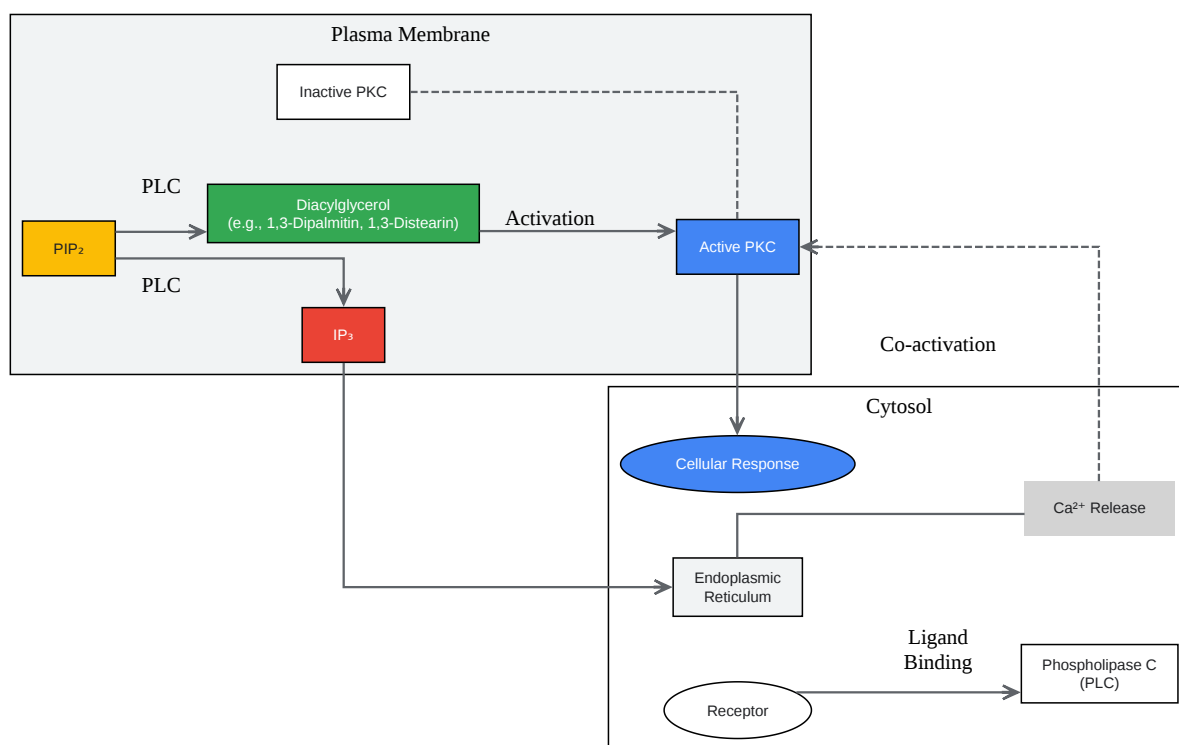 Plasma Membrane
Inactive PKC
PLC
Diacylglycerol
(e.g., 1,3-Dipalmitin, 1,3-Distearin)
Activation
PIP₂
Active PKC
PLC
IP₃
Co-activation
Cytosol
Cellular Response
Ca²⁺ Release
Endoplasmic
Reticulum
Ligand
Binding
Phospholipase C
(PLC)
Receptor